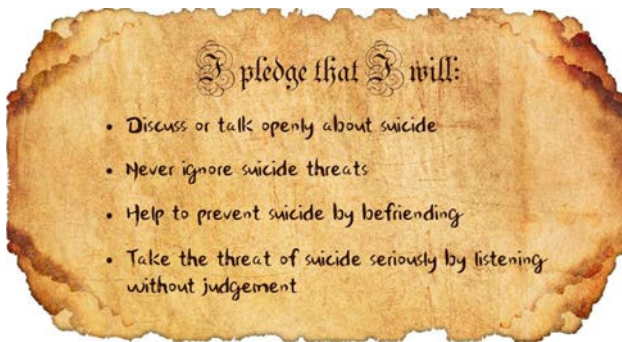 I pledge that I will:
• Discuss or talk openly about suicide
• Never ignore suicide threats
• Help to prevent suicide by befriending
• Take the threat of suicide seriously by listening
without judgement